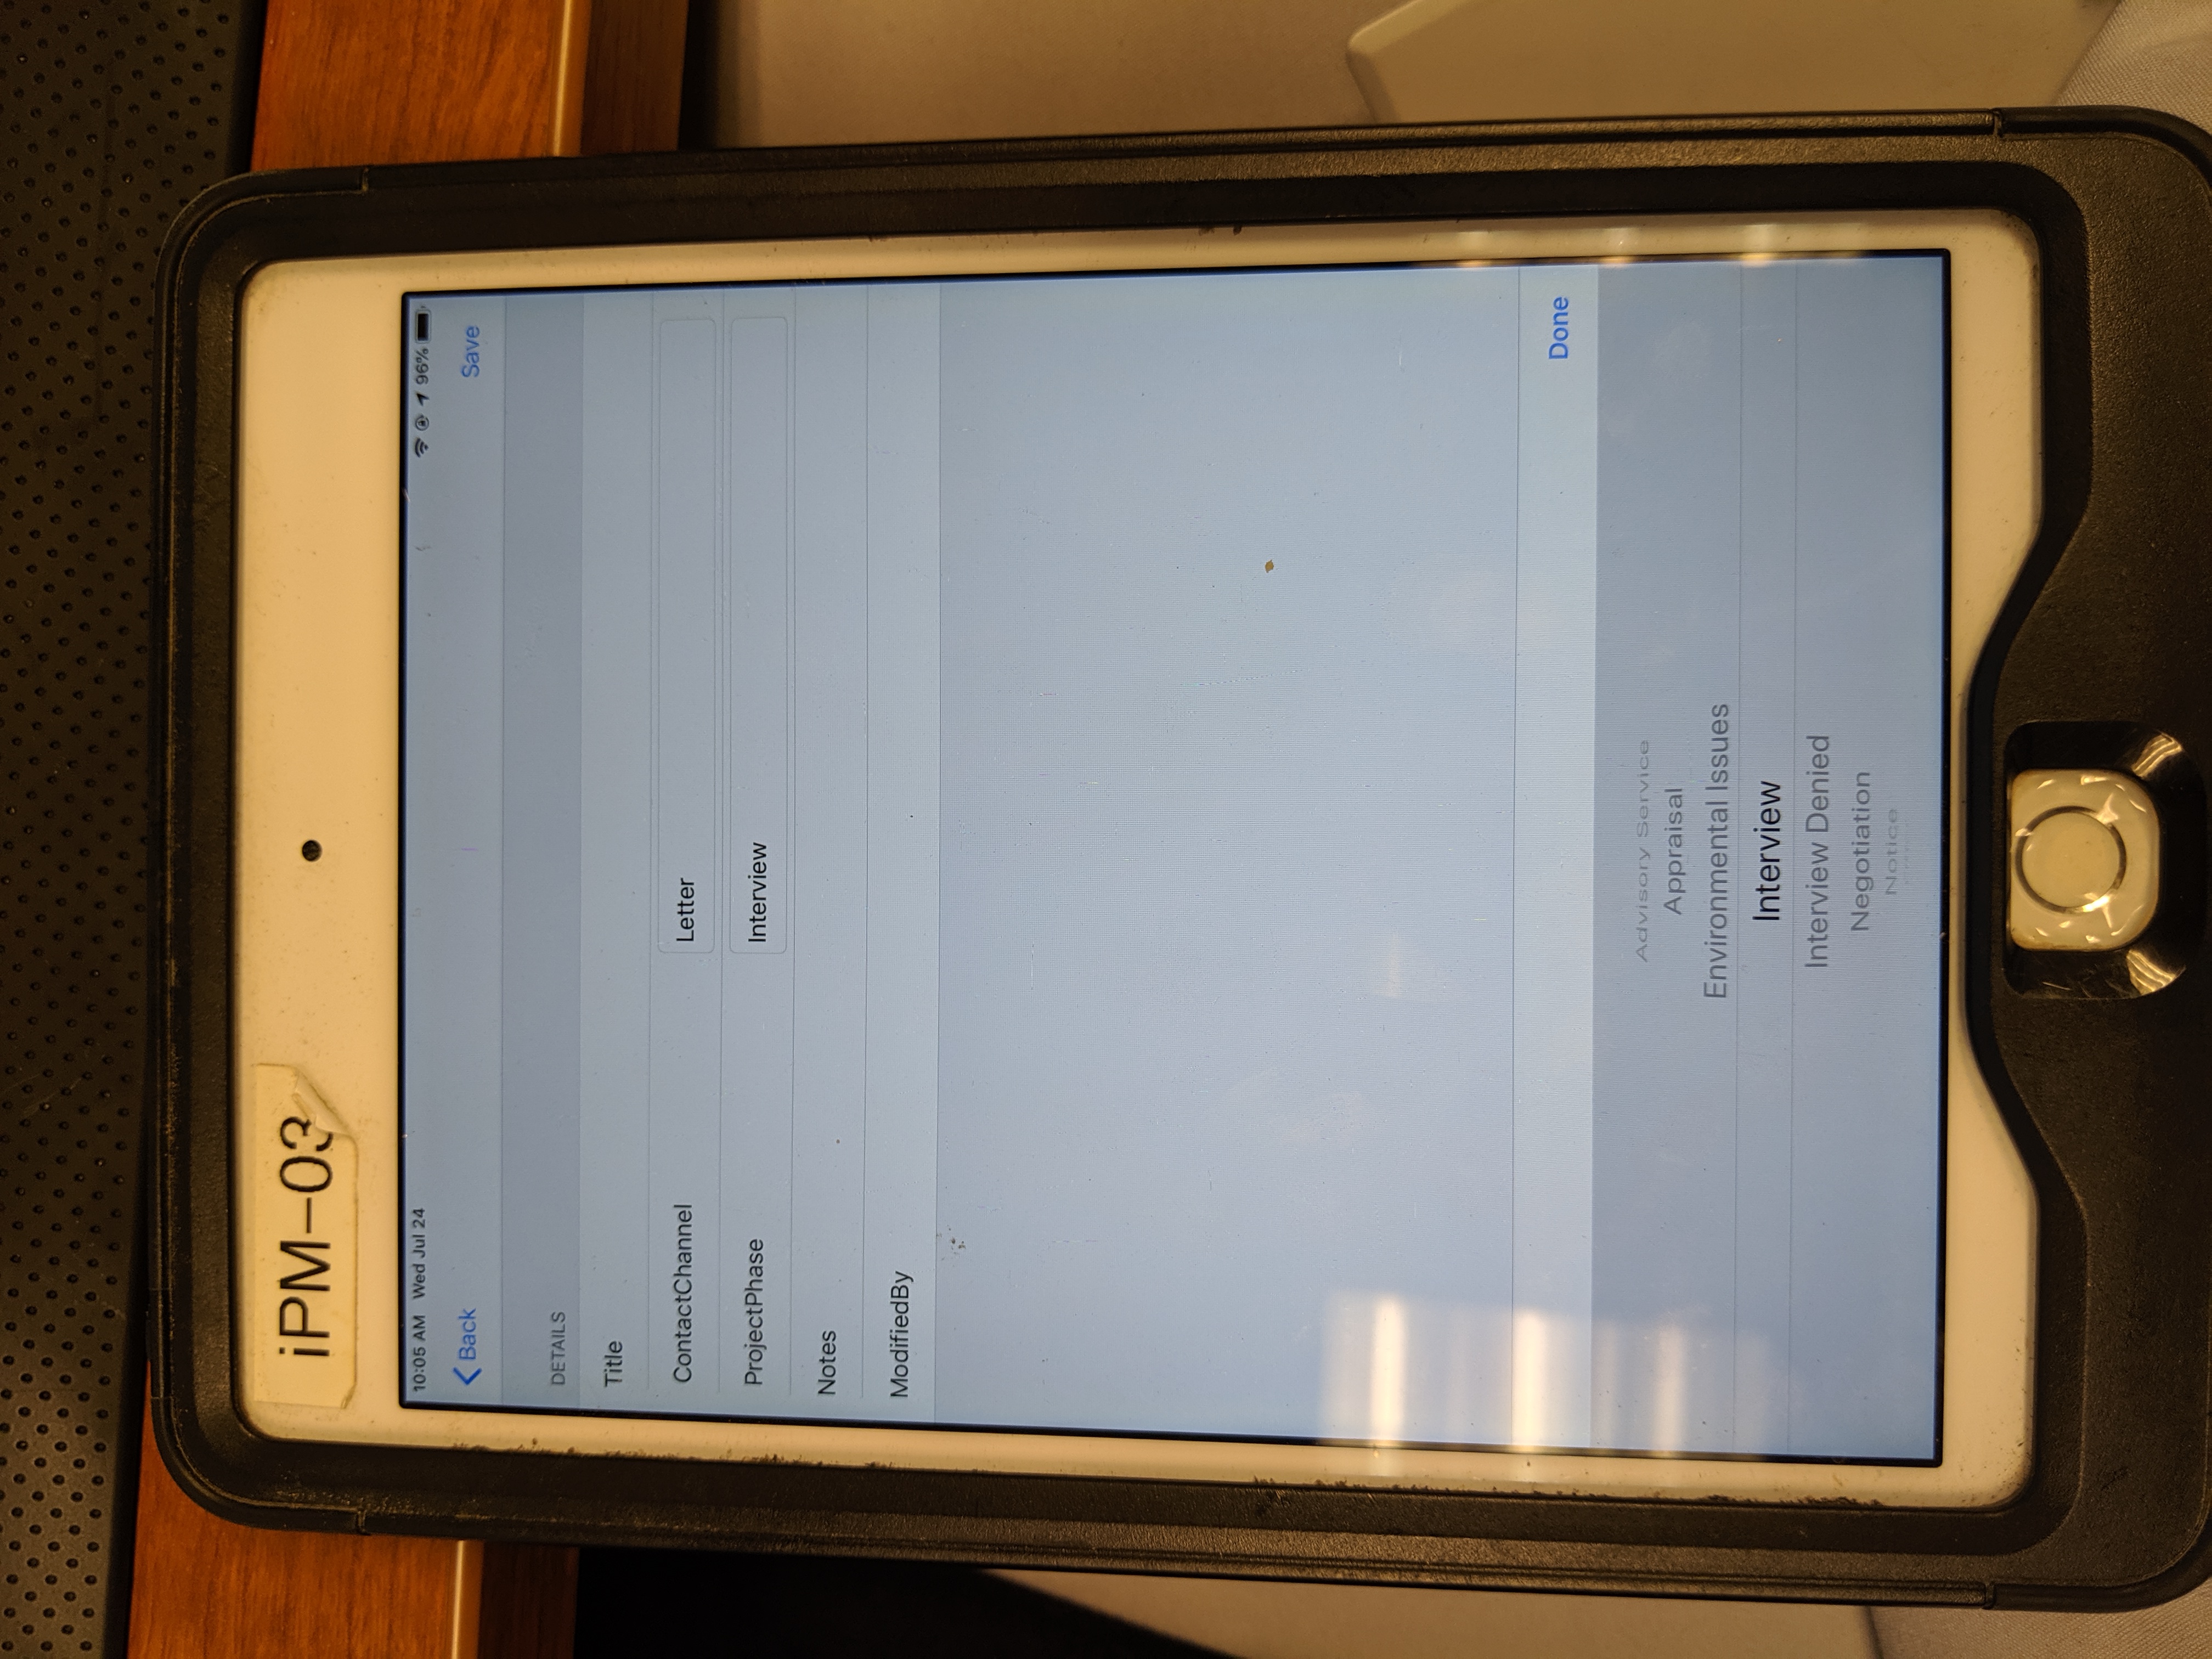 iPM-03
10:05 AM Wed Jul 24 96%
Back Save
DETAILS
Title
ContactChannel Letter
ProjectPhase Interview
Notes
ModifiedBy
Done
Advisory Service
Appraisal
Environmental Issues
Interview
Interview Denied
Negotiation
Notice